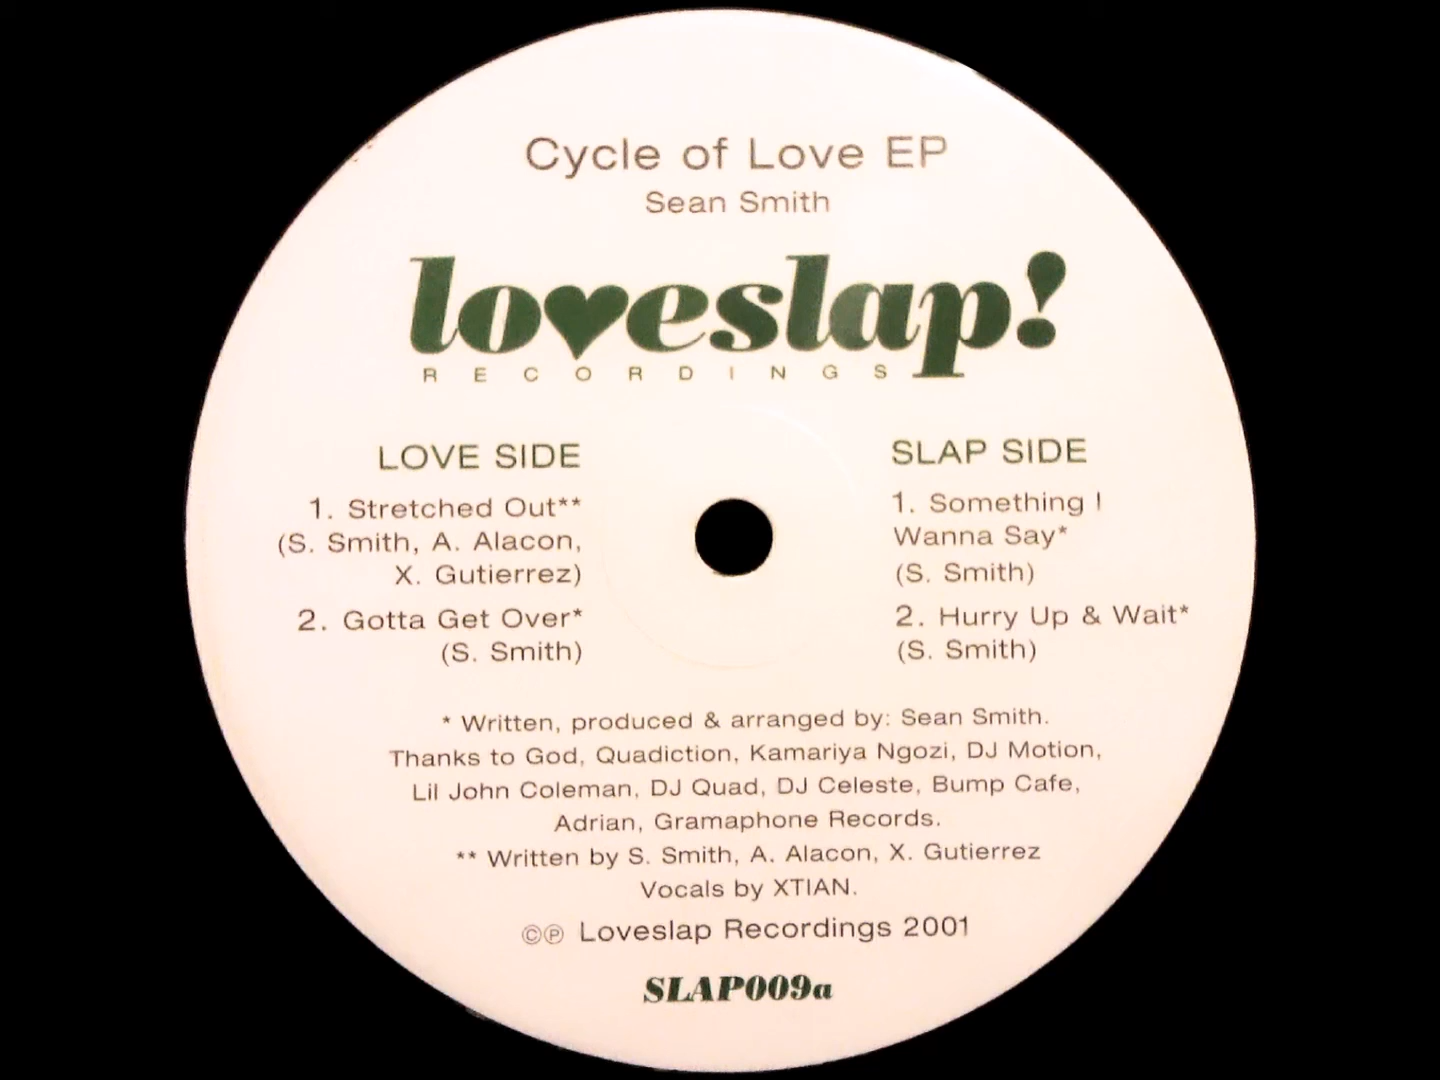 Cycle of Love EP
Sean Smith
loveslap!
RECORDINGS
LOVE SIDE
1. Stretched Out**
(S. Smith, A. Alacon,
X. Gutierrez)
2. Gotta Get Over*
(S. Smith)
SLAP SIDE
1. Something I
Wanna Say*
(S. Smith)
2. Hurry Up & Wait*
(S. Smith)
* Written, produced & arranged by: Sean Smith.
Thanks to God, Quadiction, Kamariya Ngozi, DJ Motion,
Lil John Coleman, DJ Quad, DJ Celeste, Bump Cafe,
Adrian, Gramaphone Records.
** Written by S. Smith, A. Alacon, X. Gutierrez
Vocals by XTIAN.
©℗ Loveslap Recordings 2001
SLAP009a